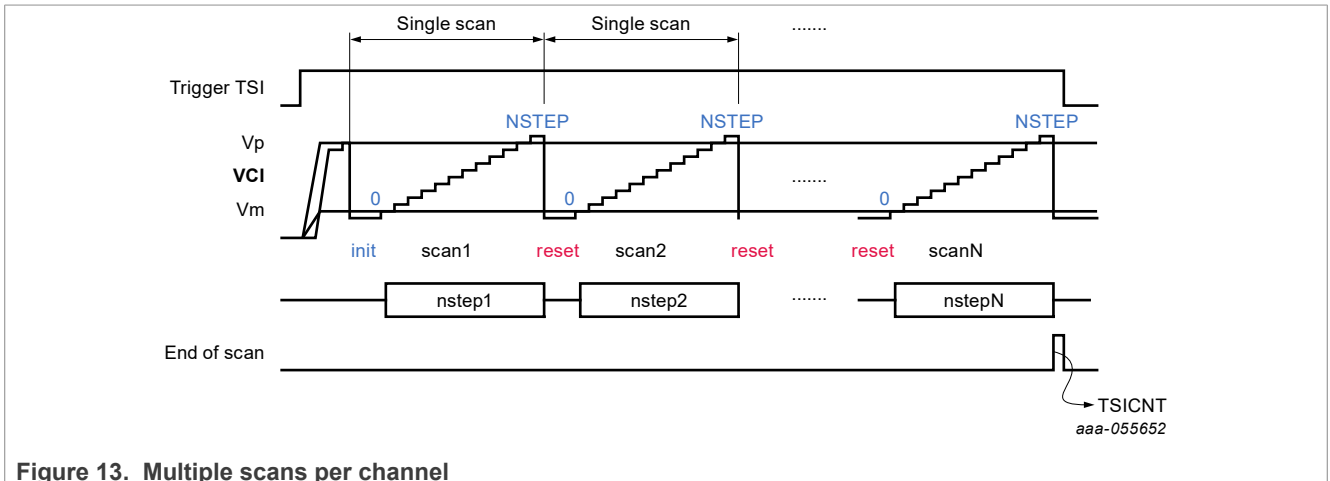 Single scan Single scan .......
Trigger TSI
NSTEP NSTEP NSTEP
Vp
VCI .......
0 0 0
Vm
init scan1 reset scan2 reset reset scanN
nstep1 nstep2 ....... nstepN
End of scan
TSICNT
aaa-055652
Figure 13. Multiple scans per channel